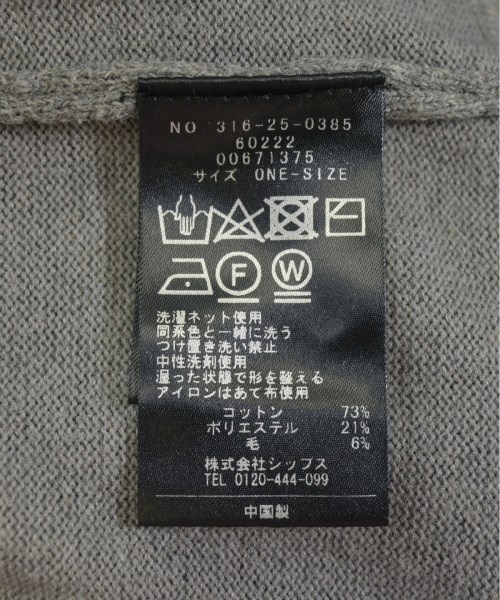 NO 316-25-0385
60222
00671375
サイズ ONE-SIZE
F W
洗濯ネット使用
同系色と一緒に洗う
つけ置き洗い禁止
中性洗剤使用
湿った状態で形を整える
アイロンはあて布使用
コットン 73%
ポリエステル 21%
毛 6%
株式会社シップス
TEL 0120-444-099
中国製